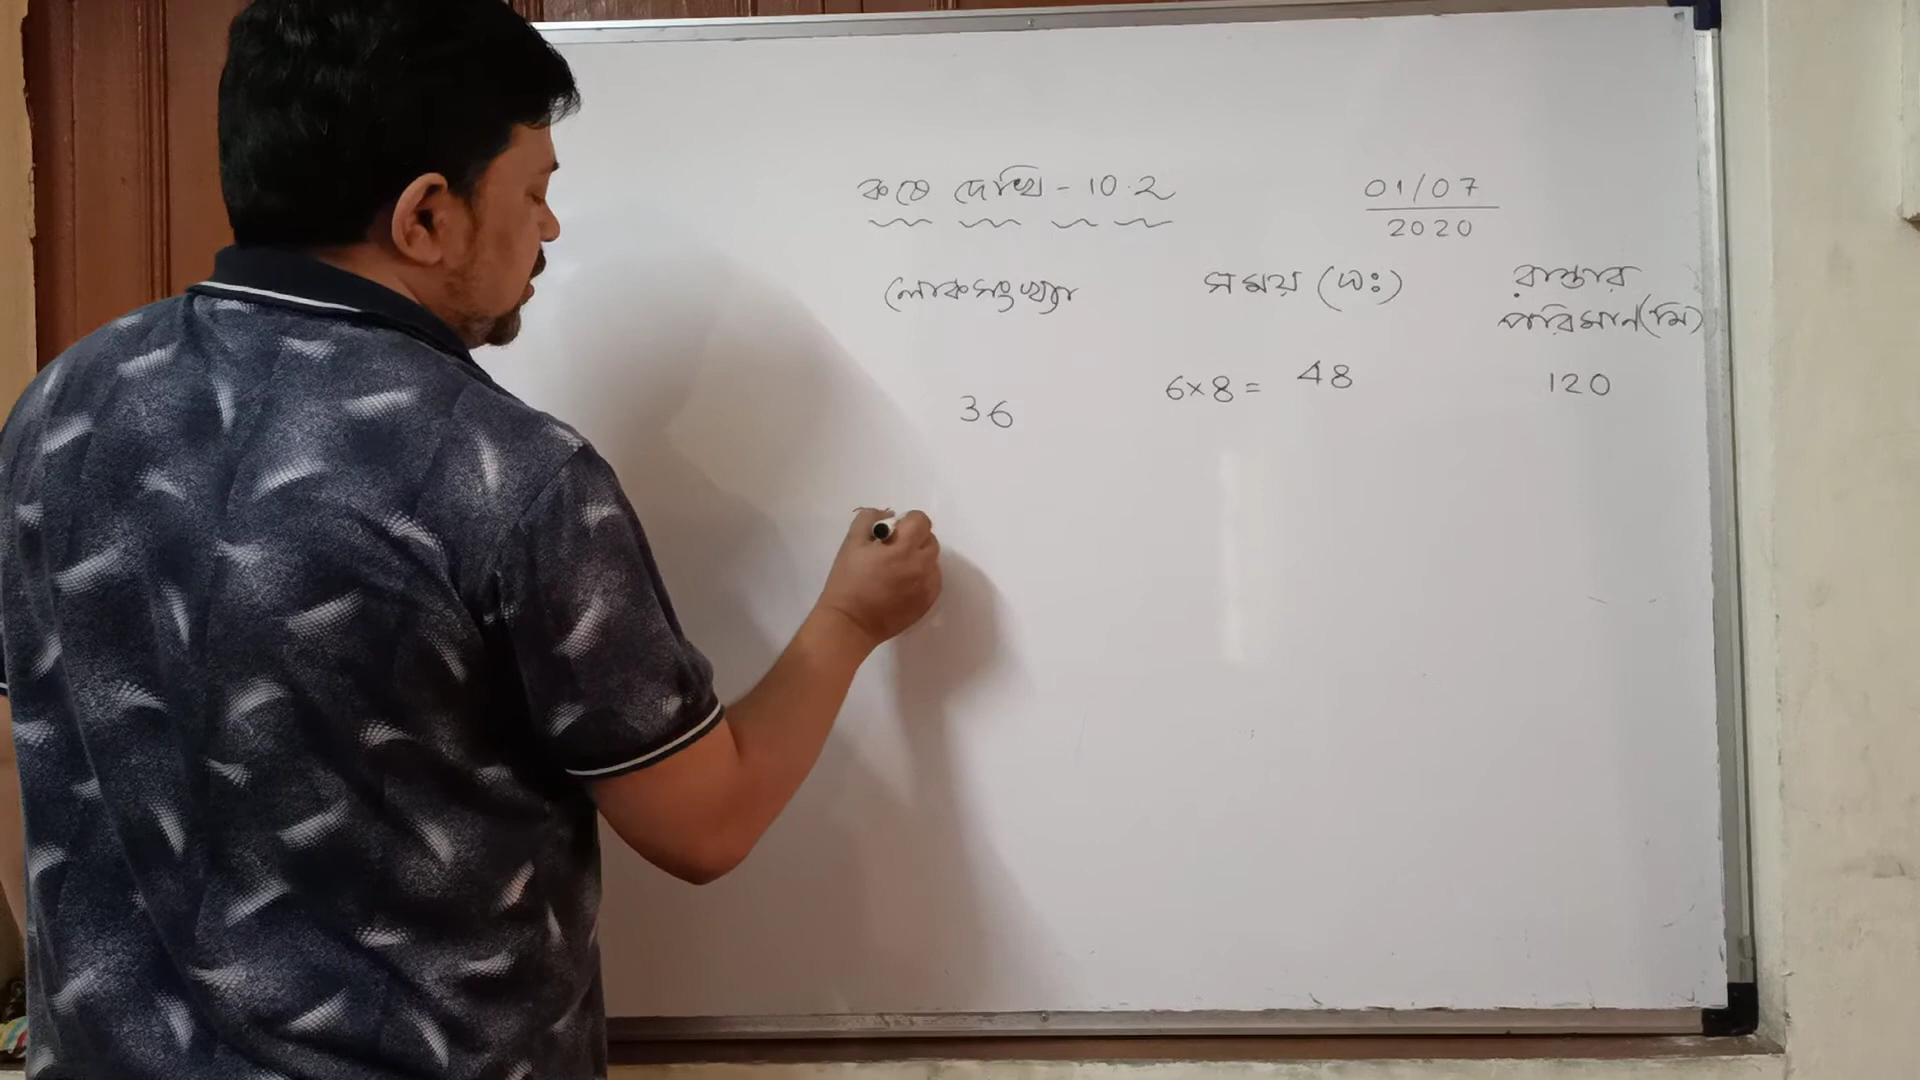 কষে দেখি - 10.2
01/07
2020
লোকসংখ্যা সময় (ঘঃ) রাস্তার
পরিমান(মি)
36 6×8 = 48 120